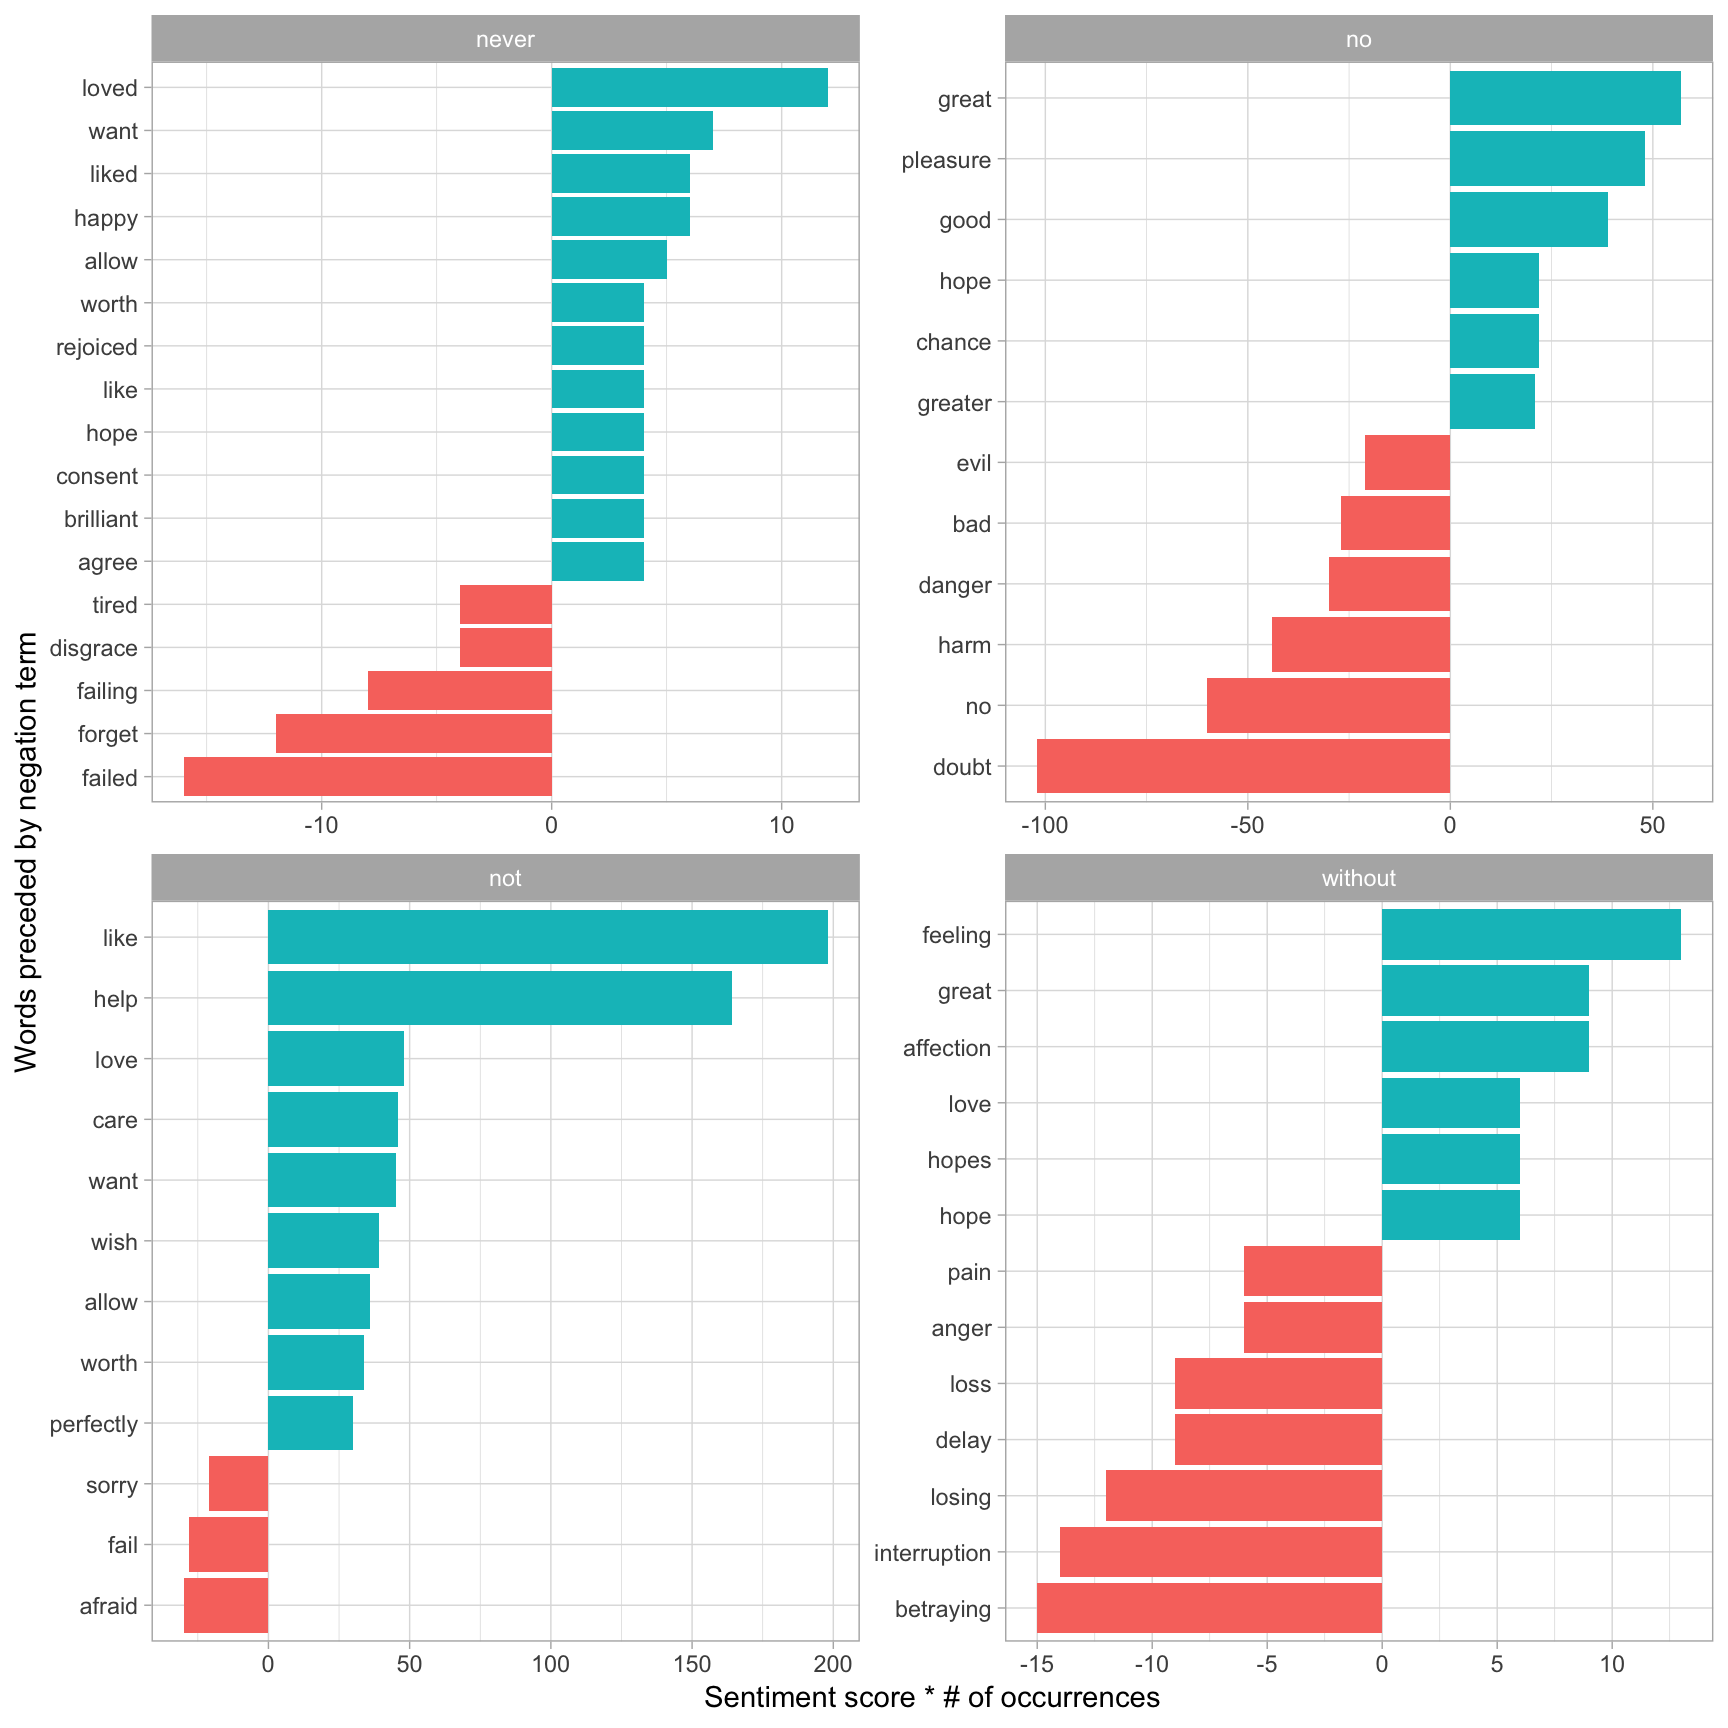 Words preceded by negation term
never
loved
want
liked
happy
allow
worth
rejoiced
like
hope
consent
brilliant
agree
tired
disgrace
failing
forget
failed
-10 0 10
no
great
pleasure
good
hope
chance
greater
evil
bad
danger
harm
no
doubt
-100 -50 0 50
not
like
help
love
care
want
wish
allow
worth
perfectly
sorry
fail
afraid
0 50 100 150 200
without
feeling
great
affection
love
hopes
hope
pain
anger
loss
delay
losing
interruption
betraying
-15 -10 -5 0 5 10
Sentiment score * # of occurrences